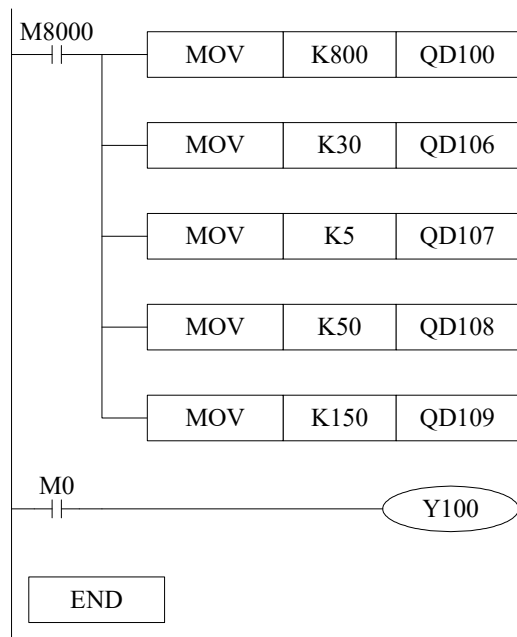 M8000
MOV K800 QD100
MOV K30 QD106
MOV K5 QD107
MOV K50 QD108
MOV K150 QD109
M0
Y100
END